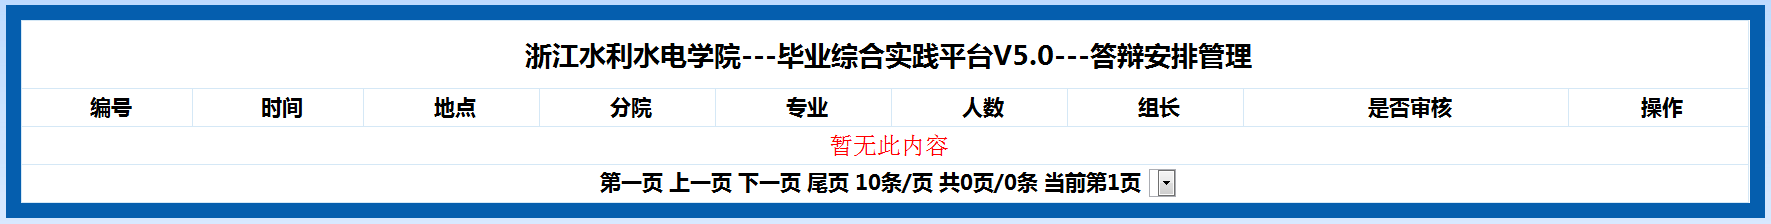 浙江水利水电学院---毕业综合实践平台V5.0---答辩安排管理
编号 时间 地点 分院 专业 人数 组长 是否审核 操作
暂无此内容
第一页 上一页 下一页 尾页 10条/页 共0页/0条 当前第1页